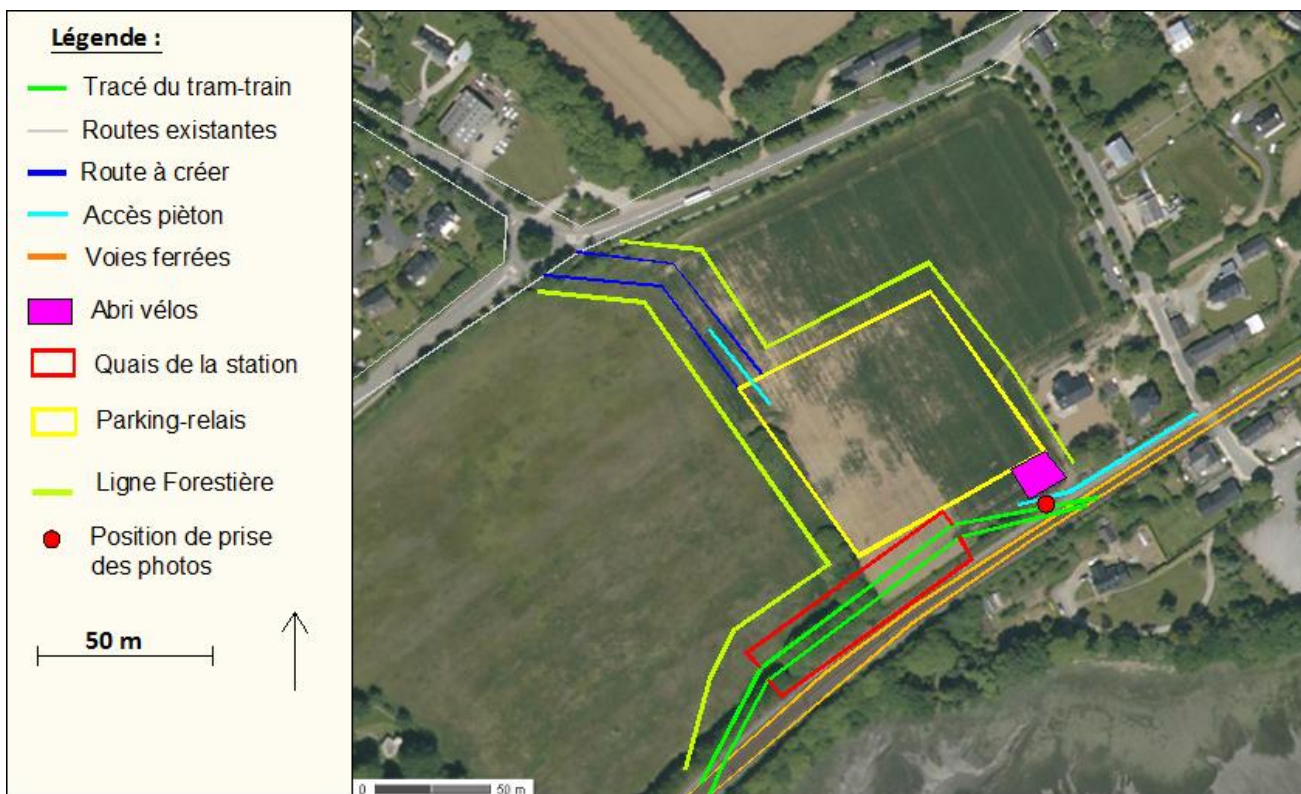 Légende :
Tracé du tram-train
Routes existantes
Route à créer
Accès pièton
Voies ferrées
Abri vélos
Quais de la station
Parking-relais
Ligne Forestière
Position de prise
des photos
50 m
0 50 m